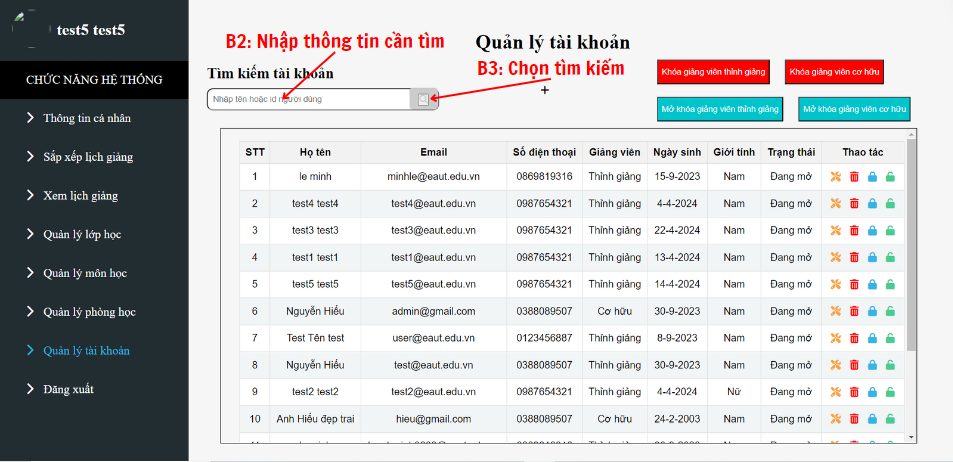 test5 test5
CHỨC NĂNG HỆ THỐNG
Thông tin cá nhân
Sắp xếp lịch giảng
Xem lịch giảng
Quản lý lớp học
Quản lý môn học
Quản lý phòng học
Quản lý tài khoản
Đăng xuất
B2: Nhập thông tin cần tìm
Quản lý tài khoản
Tìm kiếm tài khoản
B3: Chọn tìm kiếm
Nhập tên hoặc id người dùng
Khóa giảng viên thỉnh giảng
Khóa giảng viên cơ hữu
Mở khóa giảng viên thỉnh giảng
Mở khóa giảng viên cơ hữu
STT Họ tên Email Số điện thoại Giảng viên Ngày sinh Giới tính Trạng thái Thao tác
1 le minh minhle@eaut.edu.vn 0869819316 Thỉnh giảng 15-9-2023 Nam Đang mở
2 test4 test4 test4@eaut.edu.vn 0987654321 Thỉnh giảng 4-4-2024 Nam Đang mở
3 test3 test3 test3@eaut.edu.vn 0987654321 Thỉnh giảng 22-4-2024 Nam Đang mở
4 test1 test1 test1@eaut.edu.vn 0987654321 Thỉnh giảng 13-4-2024 Nam Đang mở
5 test5 test5 test5@eaut.edu.vn 0987654321 Thỉnh giảng 14-4-2024 Nam Đang mở
6 Nguyễn Hiếu admin@gmail.com 0388089507 Cơ hữu 30-9-2023 Nam Đang mở
7 Test Tên test user@eaut.edu.vn 0123456887 Thỉnh giảng 8-9-2023 Nam Đang mở
8 Nguyễn Hiếu test@eaut.edu.vn 0388089507 Thỉnh giảng 30-9-2023 Nam Đang mở
9 test2 test2 test2@eaut.edu.vn 0987654321 Thỉnh giảng 4-4-2024 Nữ Đang mở
10 Anh Hiếu đẹp trai hieu@gmail.com 0388089507 Cơ hữu 24-2-2003 Nam Đang mở